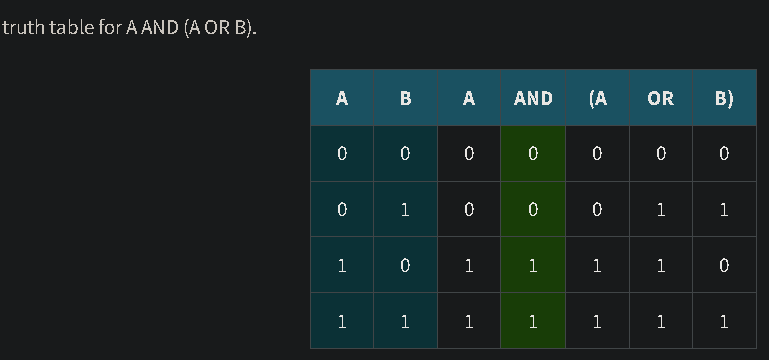 truth table for A AND (A OR B).
A B A AND (A OR B)
0 0 0 0 0 0 0
0 1 0 0 0 1 1
1 0 1 1 1 1 0
1 1 1 1 1 1 1